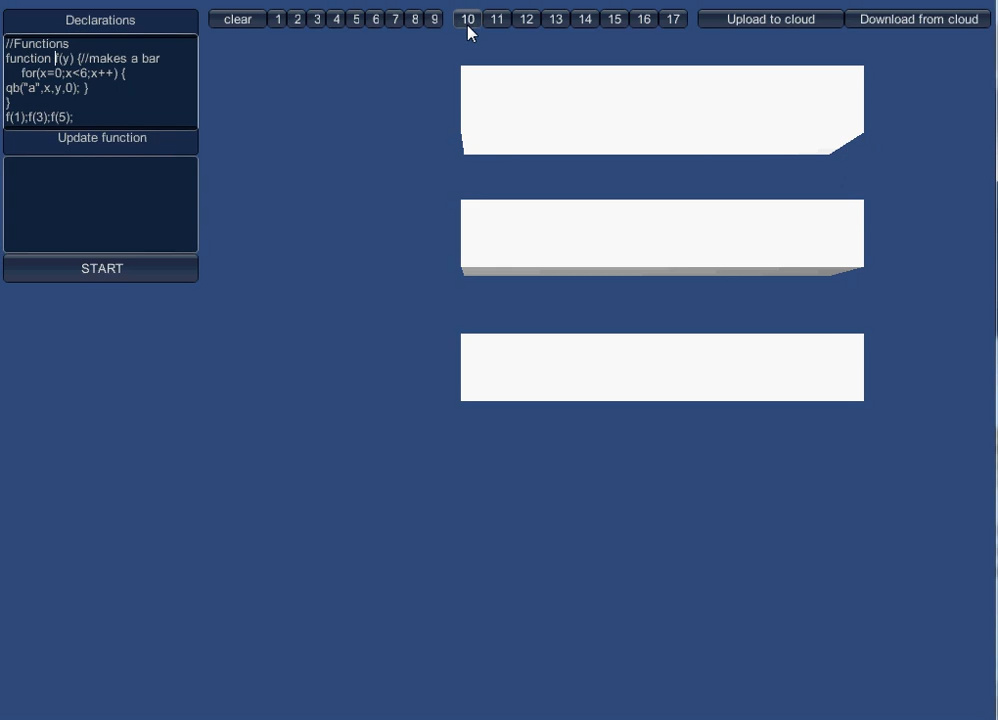 Declarations
clear 1 2 3 4 5 6 7 8 9 10 11 12 13 14 15 16 17 Upload to cloud Download from cloud
//Functions
function f(y) {//makes a bar
for(x=0;x<6;x++) {
qb("a",x,y,0); }
}
f(1);f(3);f(5);
Update function
START